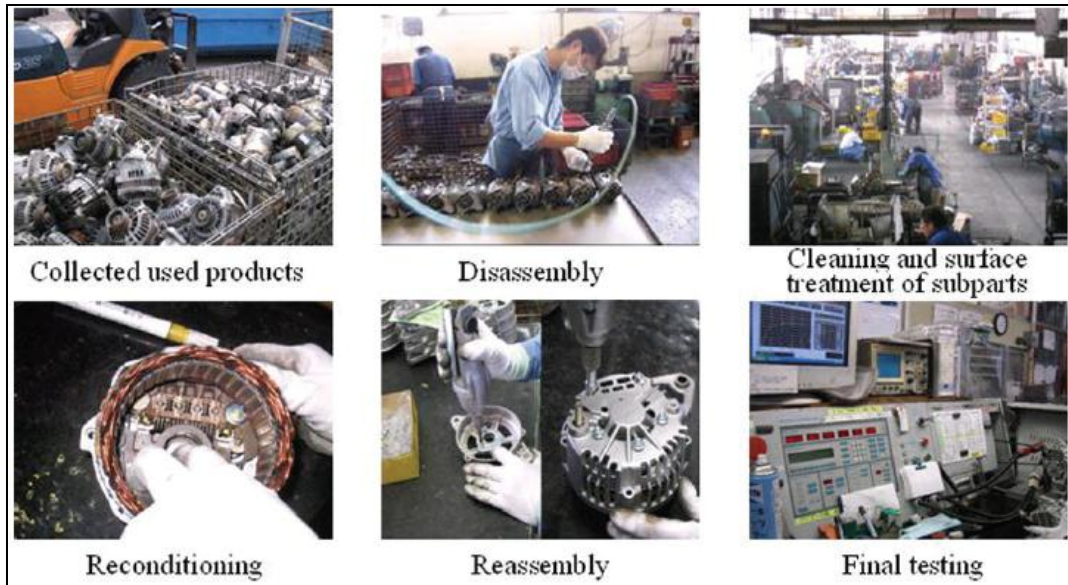 Collected used products
Disassembly
Cleaning and surface
treatment of subparts
Reconditioning
Reassembly
Final testing